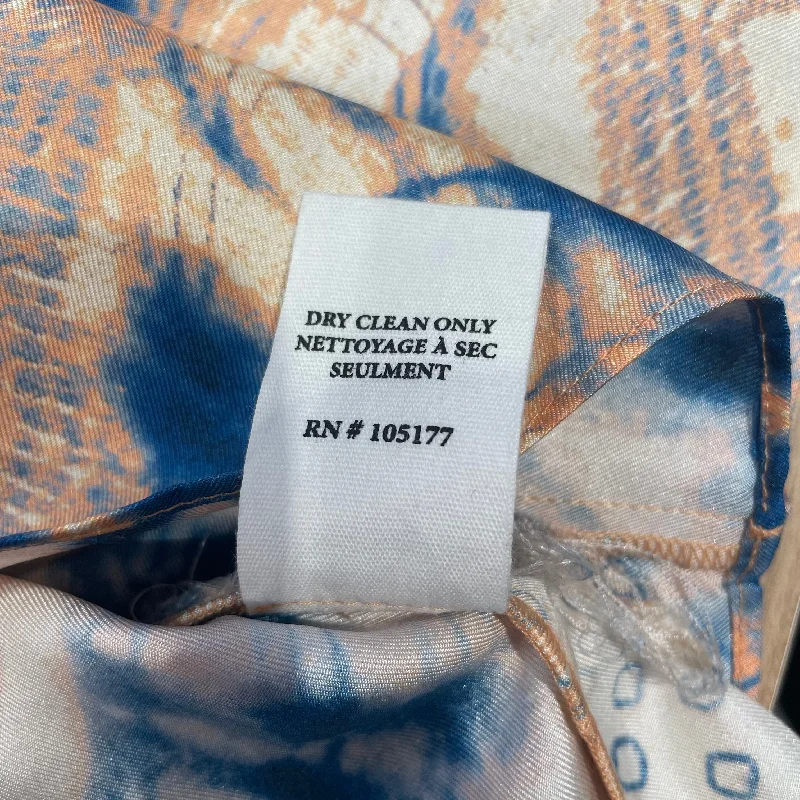 DRY CLEAN ONLY
NETTOYAGE À SEC
SEULMENT
RN # 105177